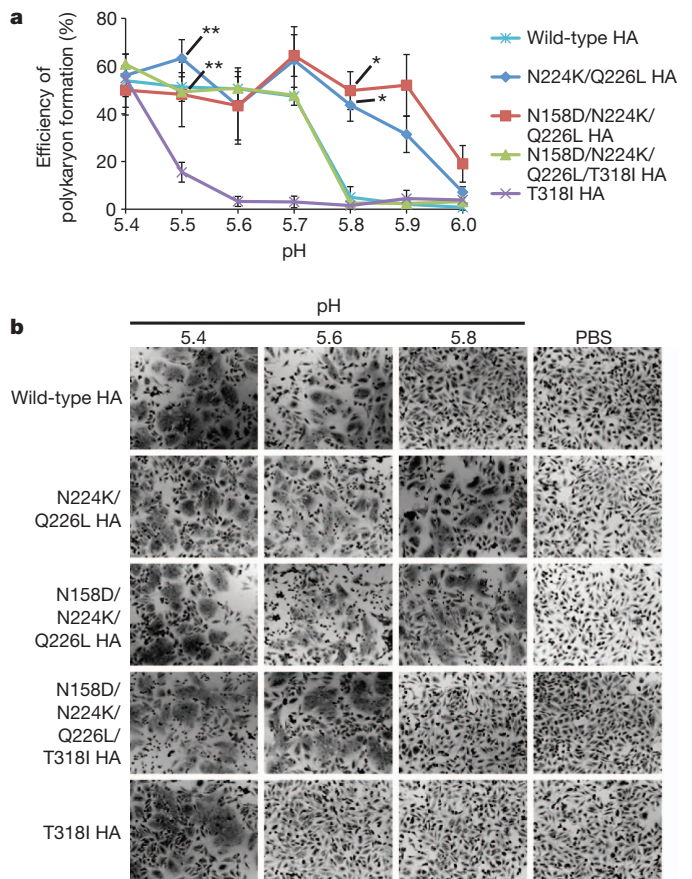 a
80
60
40
20
0
Efficiency of
polykaryon formation (%)
**
**
*
*
5.4 5.5 5.6 5.7 5.8 5.9 6.0
pH
Wild-type HA
N224K/Q226L HA
N158D/N224K/
Q226L HA
N158D/N224K/
Q226L/T318I HA
T318I HA
b
pH
5.4 5.6 5.8 PBS
Wild-type HA
N224K/
Q226L HA
N158D/
N224K/
Q226L HA
N158D/
N224K/
Q226L/
T318I HA
T318I HA